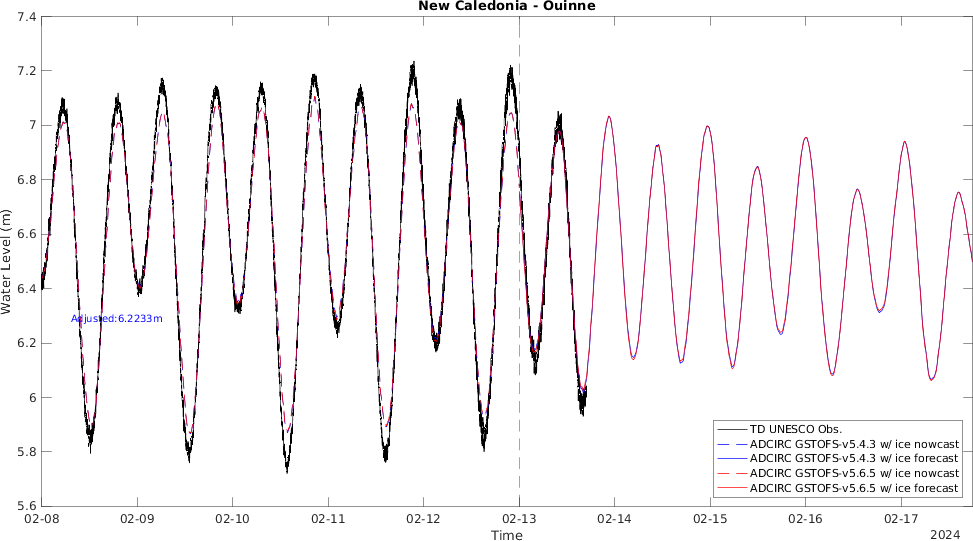 New Caledonia - Ouinne
7.4
7.2
7
6.8
6.6
6.4
6.2
6
5.8
5.6
Water Level (m)
Adjusted:6.2233m
TD UNESCO Obs.
ADCIRC GSTOFS-v5.4.3 w/ ice nowcast
ADCIRC GSTOFS-v5.4.3 w/ ice forecast
ADCIRC GSTOFS-v5.6.5 w/ ice nowcast
ADCIRC GSTOFS-v5.6.5 w/ ice forecast
02-08 02-09 02-10 02-11 02-12 02-13 02-14 02-15 02-16 02-17
Time
2024